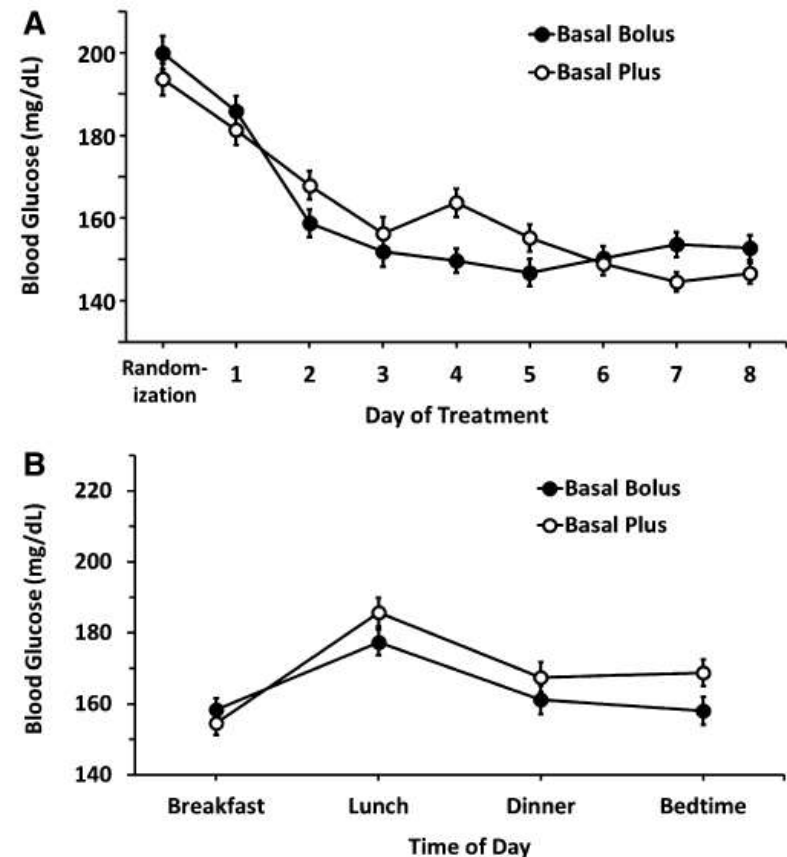 A
Blood Glucose (mg/dL)
200
180
160
140
Basal Bolus
Basal Plus
Random-
ization
1 2 3 4 5 6 7 8
Day of Treatment
B
Blood Glucose (mg/dL)
220
200
180
160
140
Basal Bolus
Basal Plus
Breakfast Lunch Dinner Bedtime
Time of Day